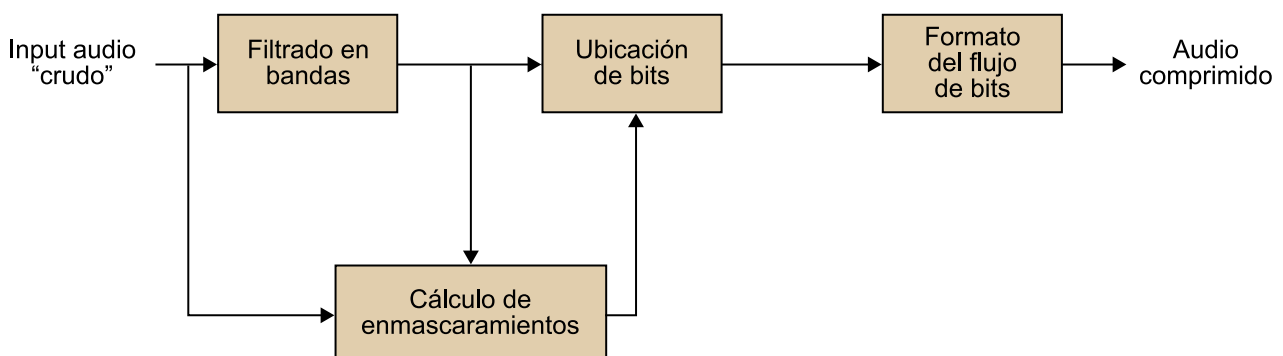 Input audio
“crudo”
Filtrado en
bandas
Ubicación
de bits
Formato
del flujo
de bits
Audio
comprimido
Cálculo de
enmascaramientos